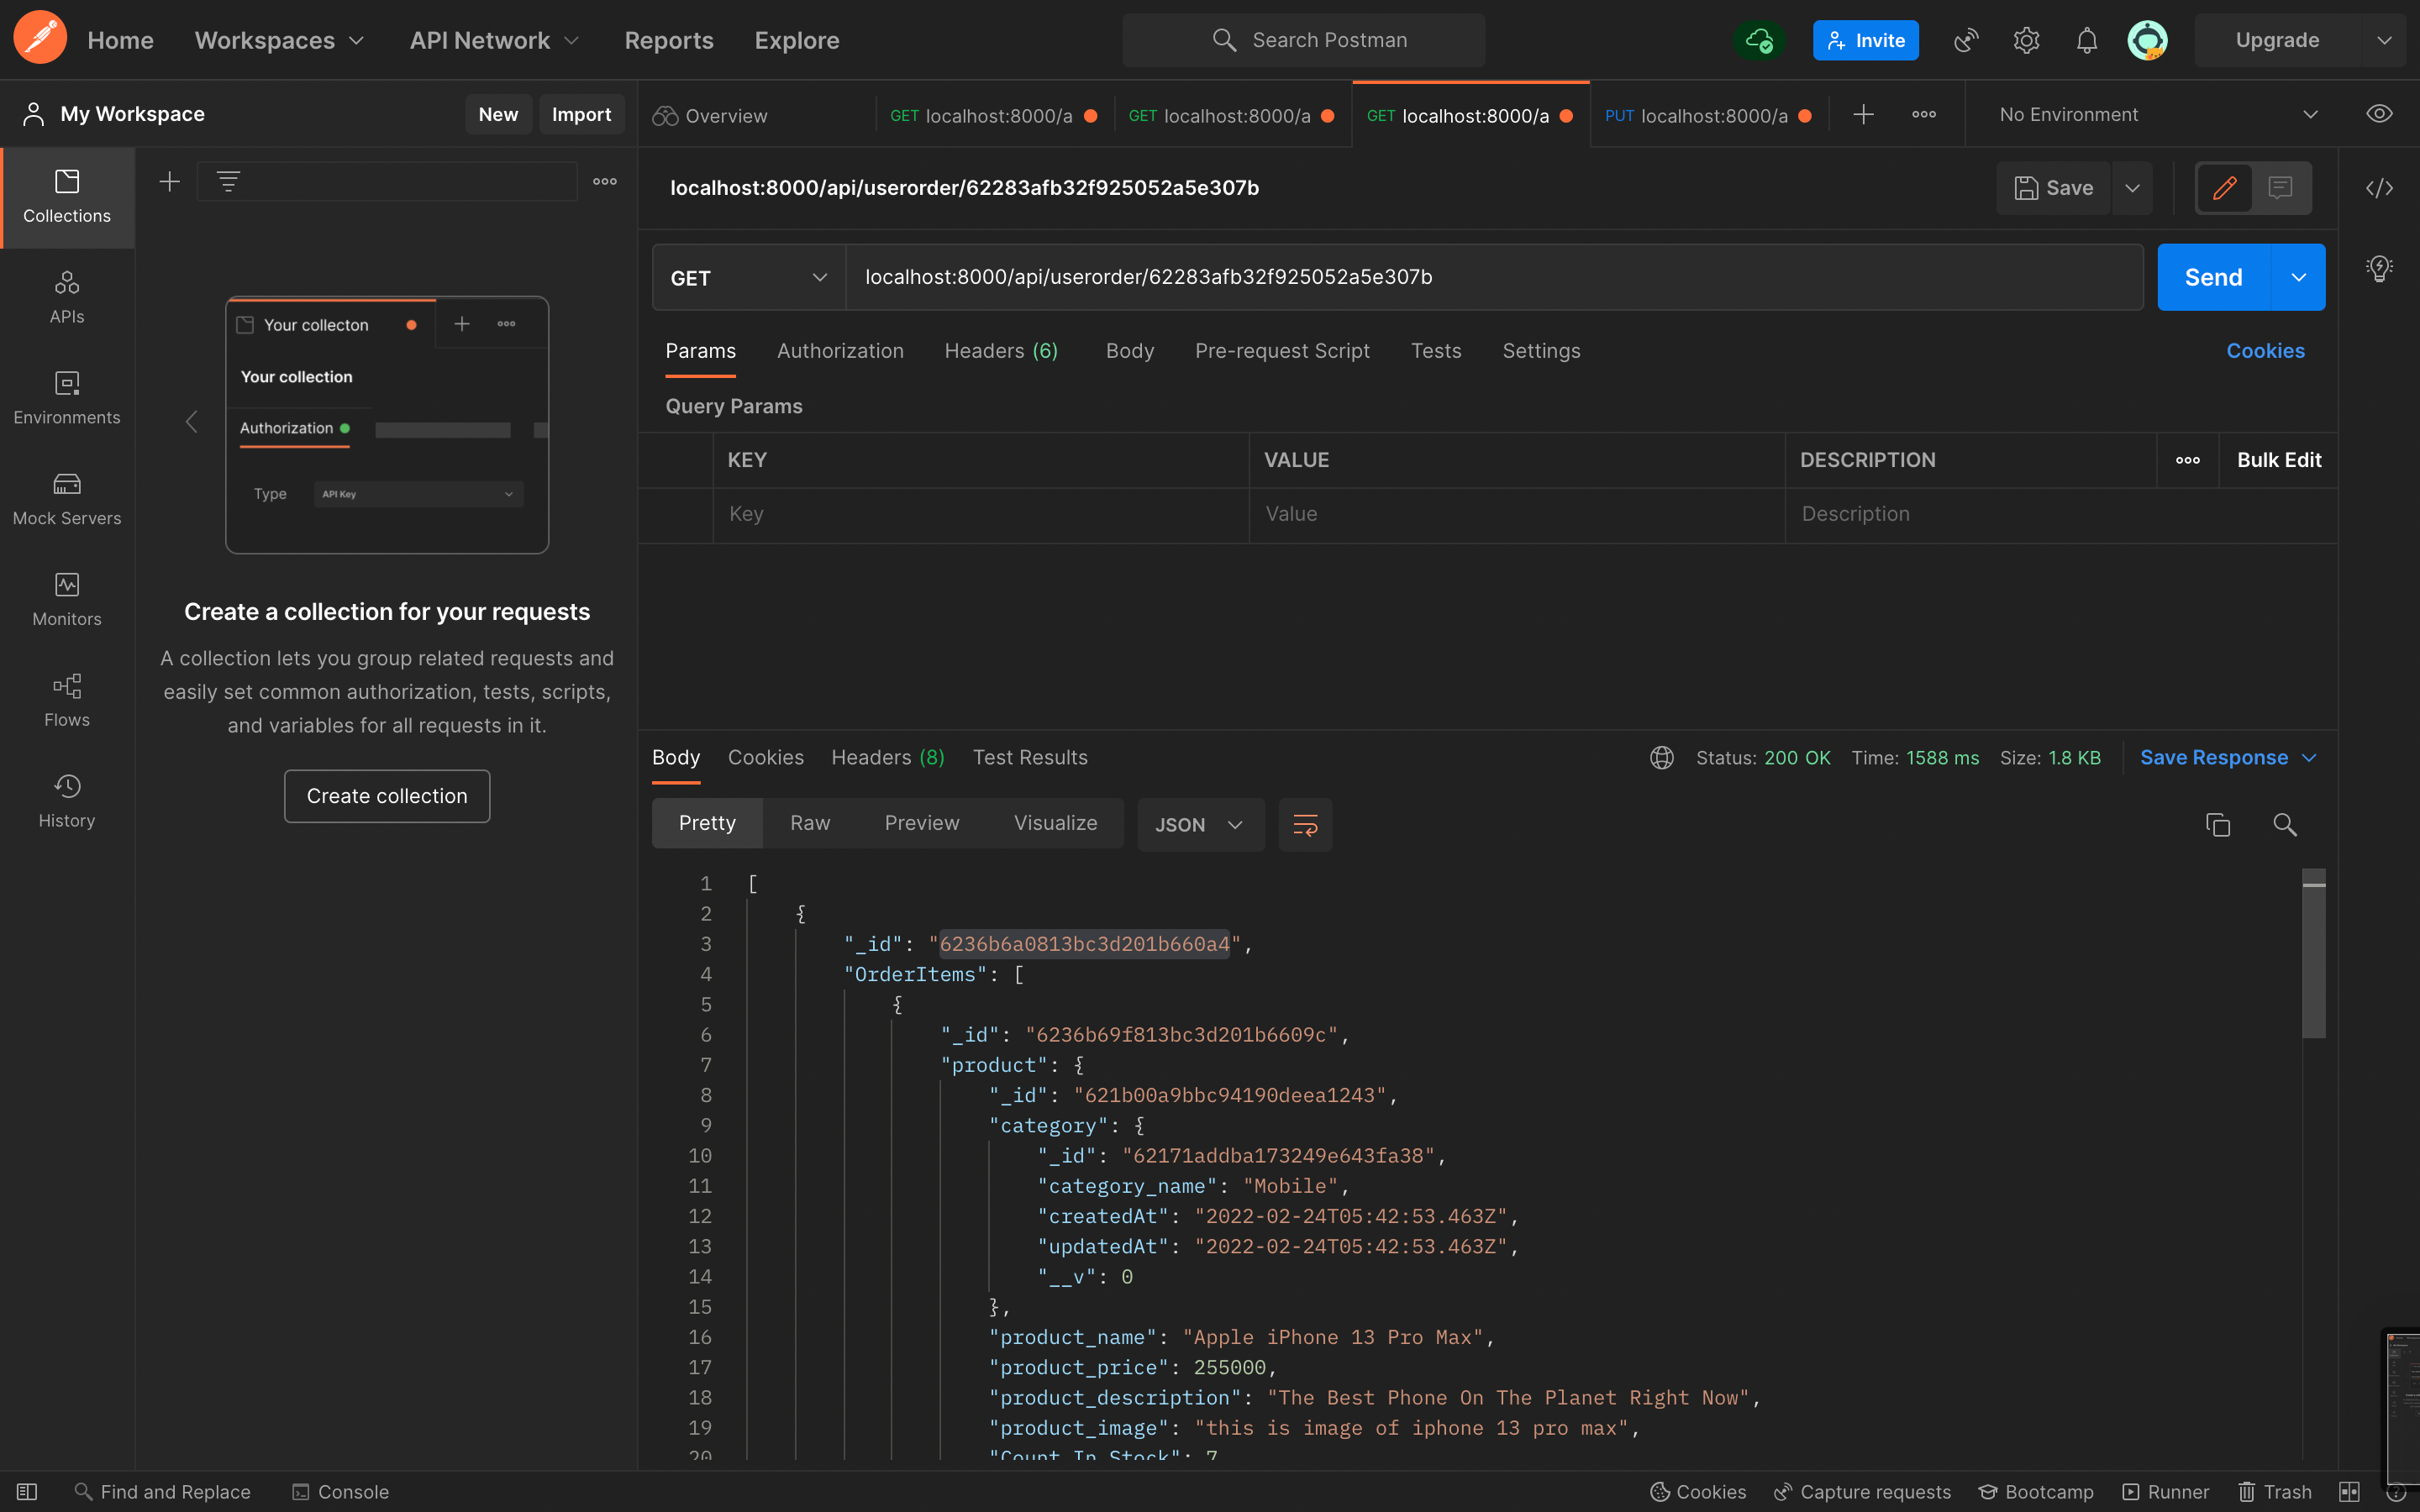 Home Workspaces API Network Reports Explore Search Postman Invite Upgrade
My Workspace New Import
Overview GET localhost:8000/a GET localhost:8000/a GET localhost:8000/a PUT localhost:8000/a No Environment
Collections
APIs
Environments
Mock Servers
Monitors
Flows
History
Your collecton
Your collection
Authorization
Type API Key
Create a collection for your requests
A collection lets you group related requests and
easily set common authorization, tests, scripts,
and variables for all requests in it.
Create collection
localhost:8000/api/userorder/62283afb32f925052a5e307b
Save
GET localhost:8000/api/userorder/62283afb32f925052a5e307b Send
Params Authorization Headers (6) Body Pre-request Script Tests Settings Cookies
Query Params
KEY VALUE DESCRIPTION Bulk Edit
Key Value Description
Body Cookies Headers (8) Test Results Status: 200 OK Time: 1588 ms Size: 1.8 KB Save Response
Pretty Raw Preview Visualize JSON
1 [
2 {
3 "_id": "6236b6a0813bc3d201b660a4",
4 "OrderItems": [
5 {
6 "_id": "6236b69f813bc3d201b6609c",
7 "product": {
8 "_id": "621b00a9bbc94190deea1243",
9 "category": {
10 "_id": "62171addba173249e643fa38",
11 "category_name": "Mobile",
12 "createdAt": "2022-02-24T05:42:53.463Z",
13 "updatedAt": "2022-02-24T05:42:53.463Z",
14 "__v": 0
15 },
16 "product_name": "Apple iPhone 13 Pro Max",
17 "product_price": 255000,
18 "product_description": "The Best Phone On The Planet Right Now",
19 "product_image": "this is image of iphone 13 pro max",
20 "Count In Stock": 7
Find and Replace Console Cookies Capture requests Bootcamp Runner Trash